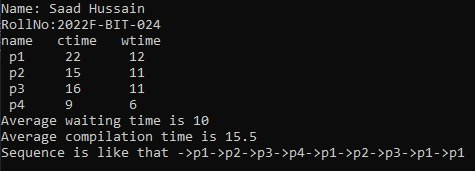 Name: Saad Hussain
RollNo:2022F-BIT-024
name ctime wtime
p1 22 12
p2 15 11
p3 16 11
p4 9 6
Average waiting time is 10
Average compilation time is 15.5
Sequence is like that ->p1->p2->p3->p4->p1->p2->p3->p1->p1